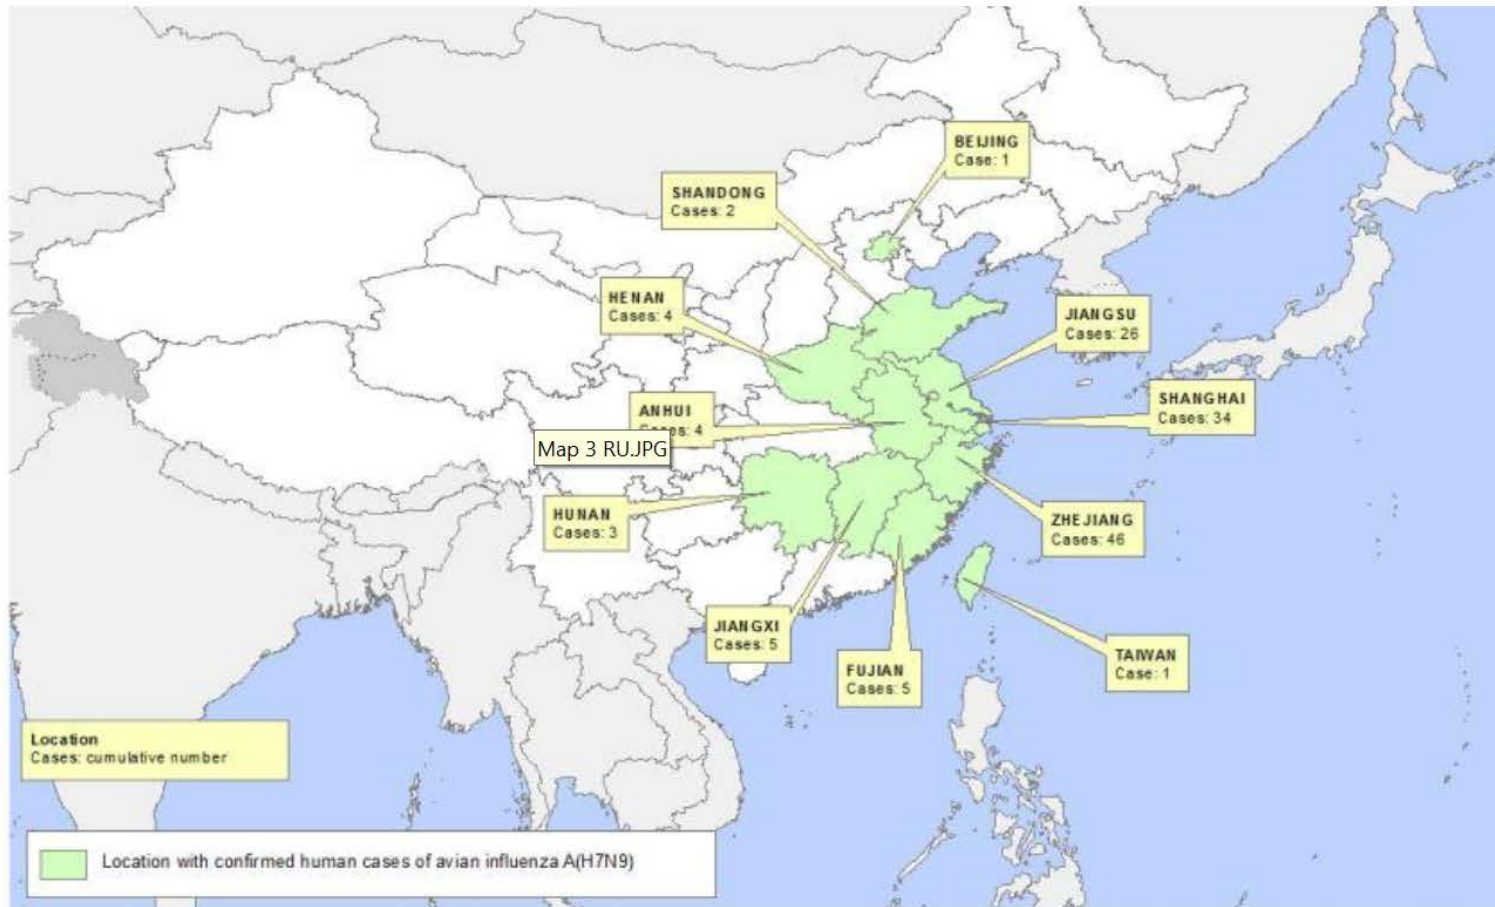 BEIJING
Case: 1
SHANDONG
Cases: 2
HENAN
Cases: 4
JIANGSU
Cases: 26
ANHUI
Cases: 4
SHANGHAI
Cases: 34
Map 3 RU.JPG
HUNAN
Cases: 3
ZHEJIANG
Cases: 46
JIANGXI
Cases: 5
FUJIAN
Cases: 5
TAIWAN
Case: 1
Location
Cases: cumulative number
Location with confirmed human cases of avian influenza A(H7N9)